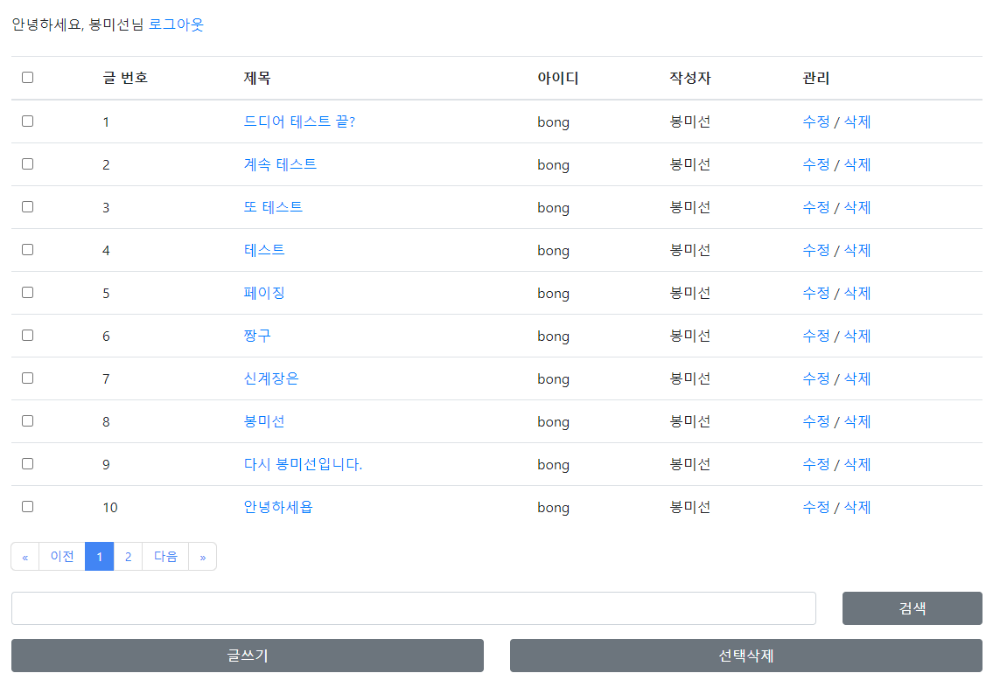 안녕하세요, 봉미선님 로그아웃
글 번호 제목 아이디 작성자 관리
1 드디어 테스트 끝? bong 봉미선 수정 / 삭제
2 계속 테스트 bong 봉미선 수정 / 삭제
3 또 테스트 bong 봉미선 수정 / 삭제
4 테스트 bong 봉미선 수정 / 삭제
5 페이징 bong 봉미선 수정 / 삭제
6 짱구 bong 봉미선 수정 / 삭제
7 신계장은 bong 봉미선 수정 / 삭제
8 봉미선 bong 봉미선 수정 / 삭제
9 다시 봉미선입니다. bong 봉미선 수정 / 삭제
10 안녕하세욥 bong 봉미선 수정 / 삭제
« 이전 1 2 다음 »
검색
글쓰기 선택삭제